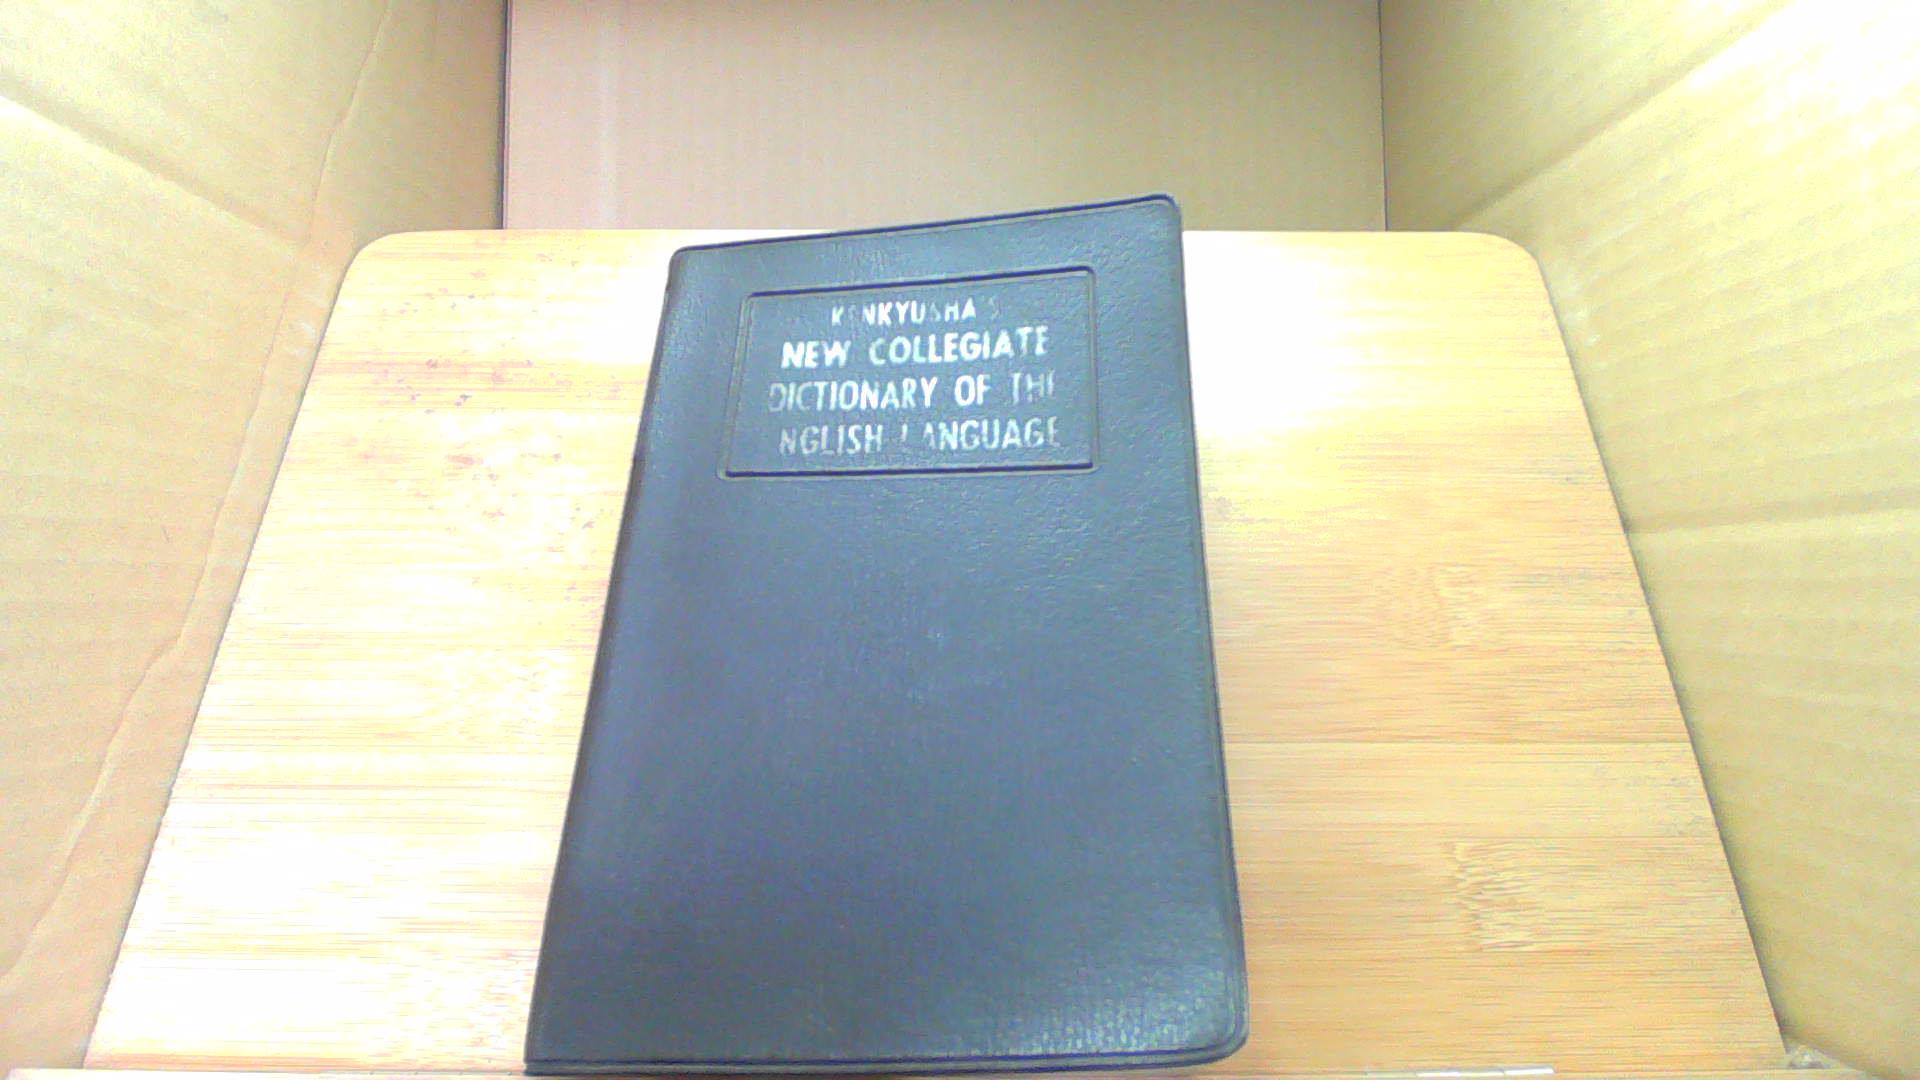 KENKYUSHA'S
NEW COLLEGIATE
DICTIONARY OF THE
ENGLISH LANGUAGE